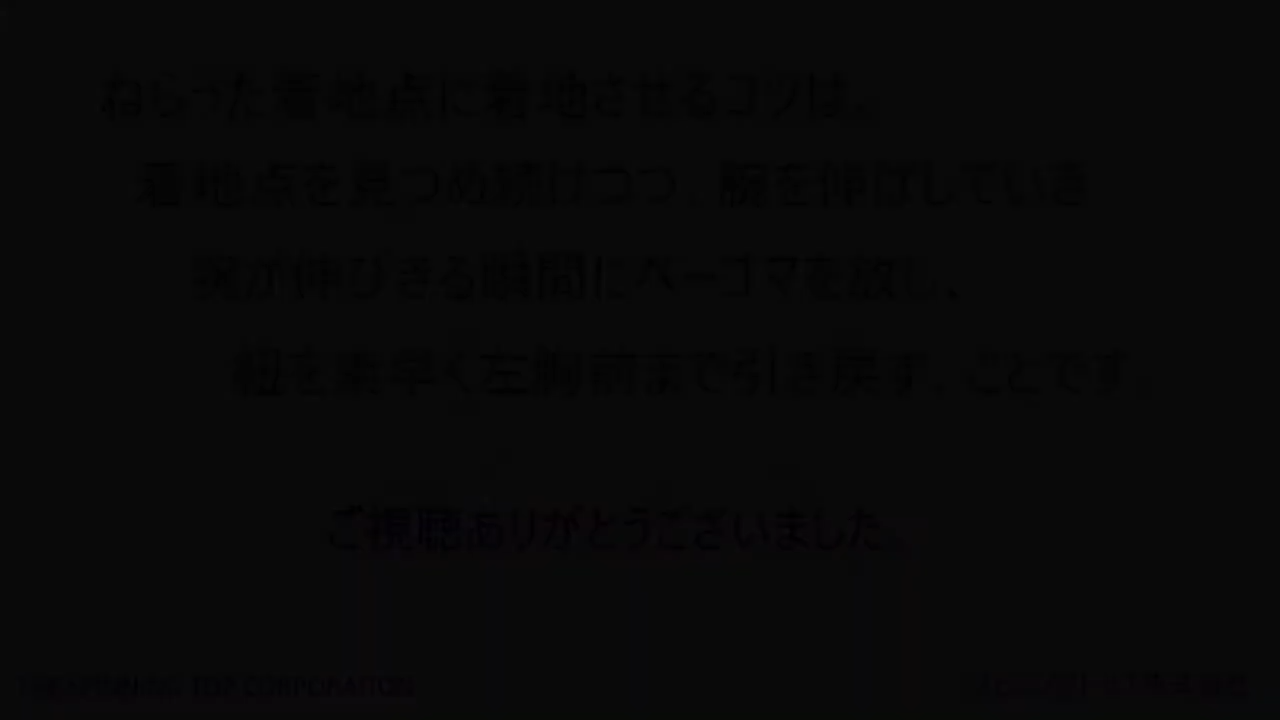 ねらった着地点に着地させるコツは、
着地点を見つめ続けつつ、腕を伸ばしていき
腕が伸びきる瞬間にベーゴマを放し、
紐を素早く左胸前まで引き戻す、ことです。
ご視聴ありがとうございました。
TOP CORPORATION